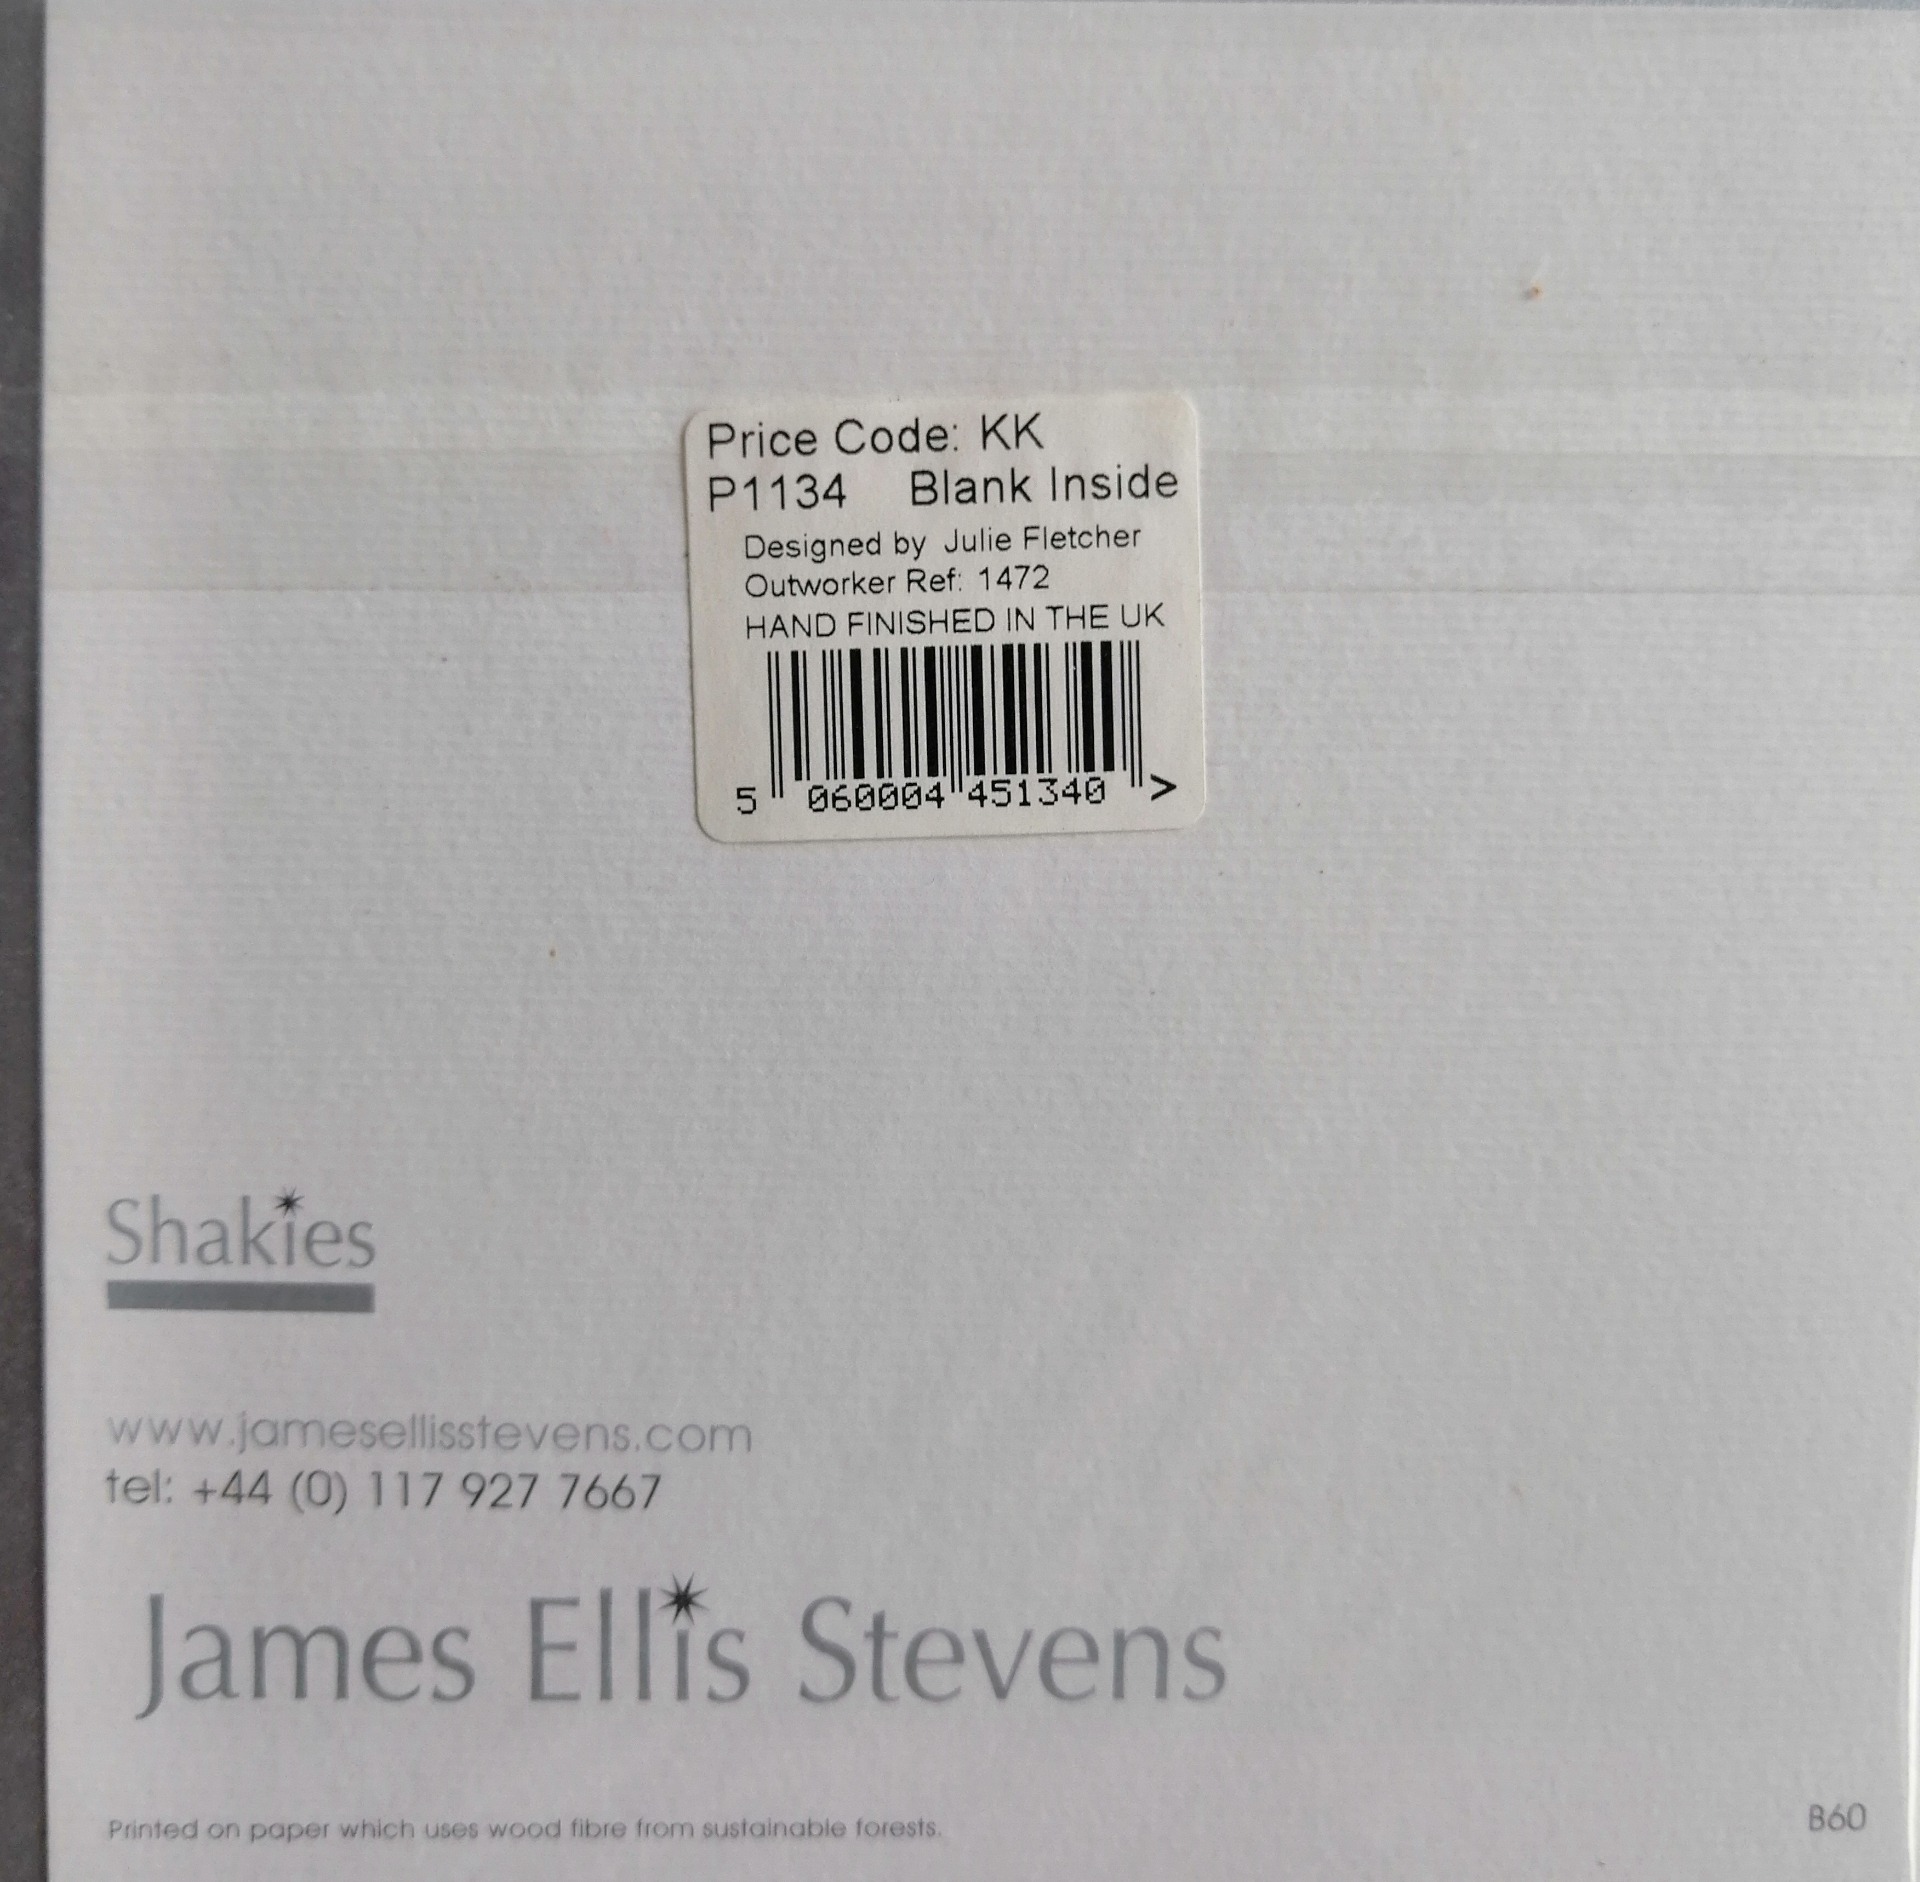 Price Code: KK
P1134 Blank Inside
Designed by Julie Fletcher
Outworker Ref: 1472
HAND FINISHED IN THE UK
5 060004 451340 >
Shakies
www.jamesellisstevens.com
tel: +44 (0) 117 927 7667
James Ellis Stevens
Printed on paper which uses wood fibre from sustainable forests.
B60